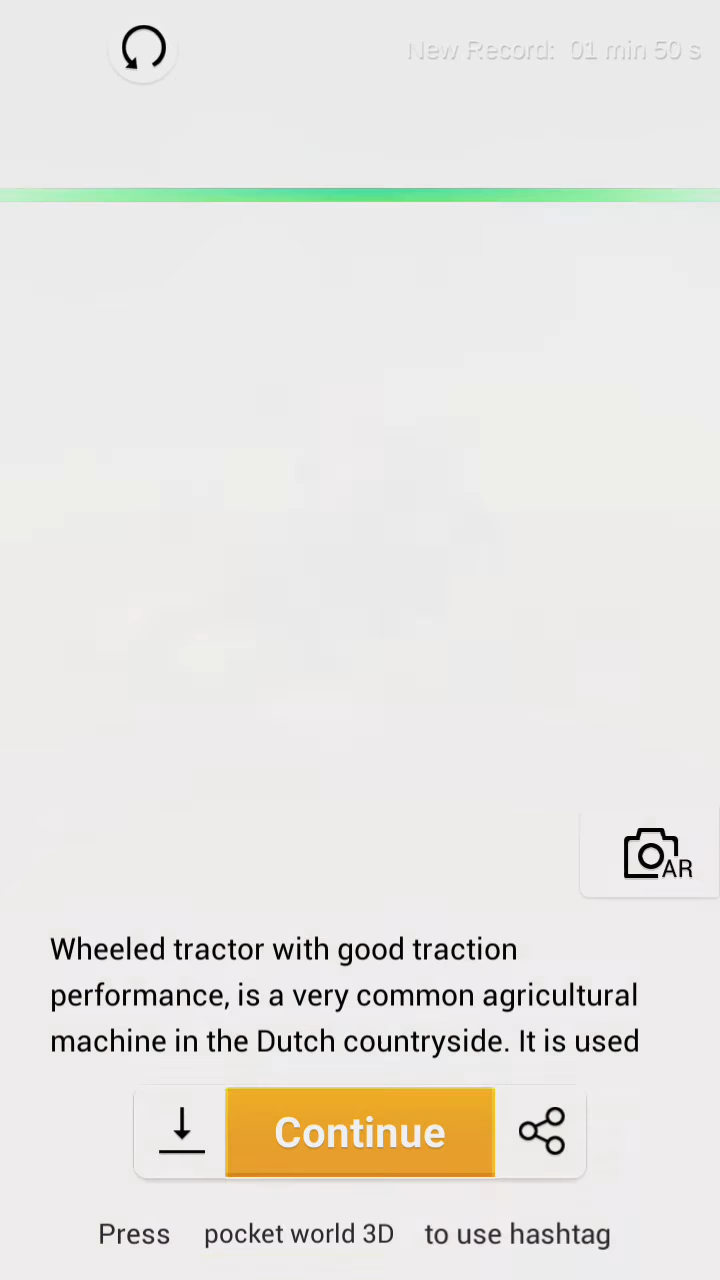 New Record: 01 min 50 s
AR
Wheeled tractor with good traction
performance, is a very common agricultural
machine in the Dutch countryside. It is used
Continue
Press pocket world 3D to use hashtag